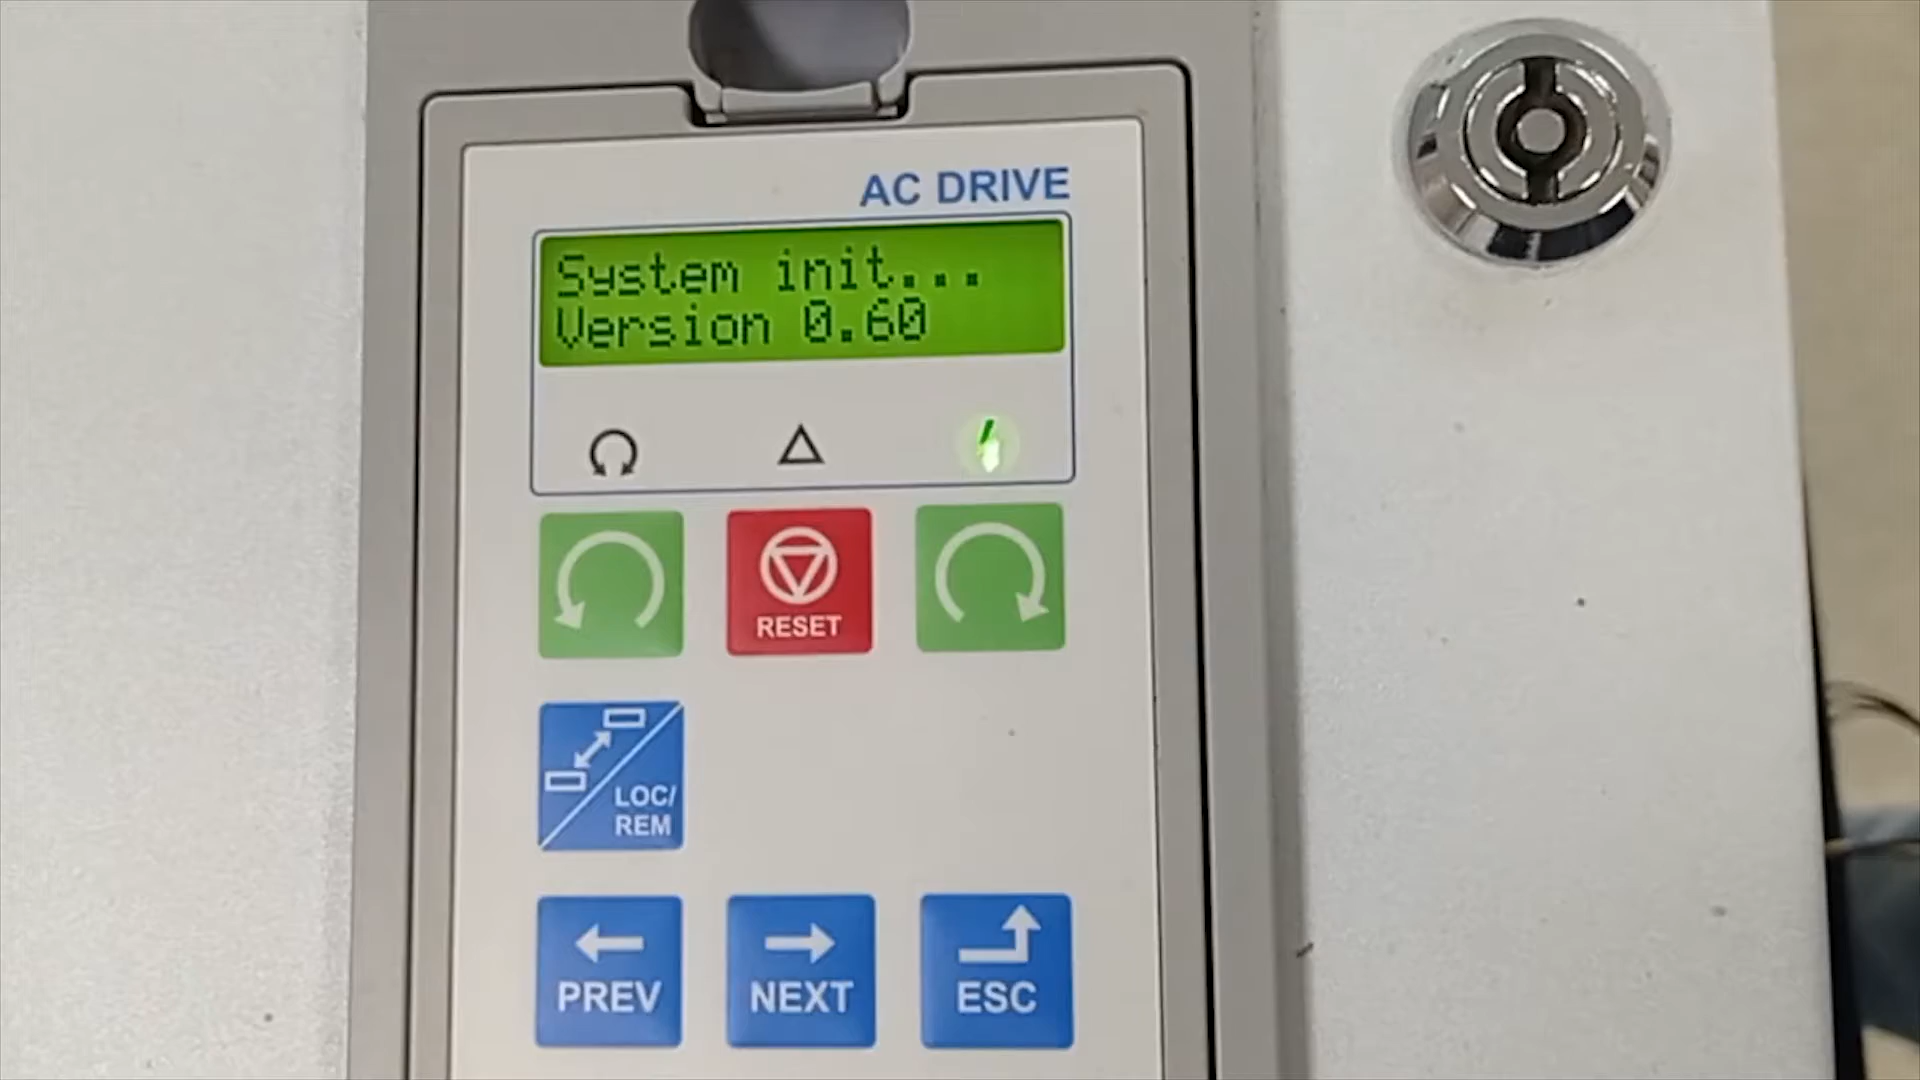 AC DRIVE
System init...
Version 0.60
RESET
LOC/
REM
PREV
NEXT
ESC